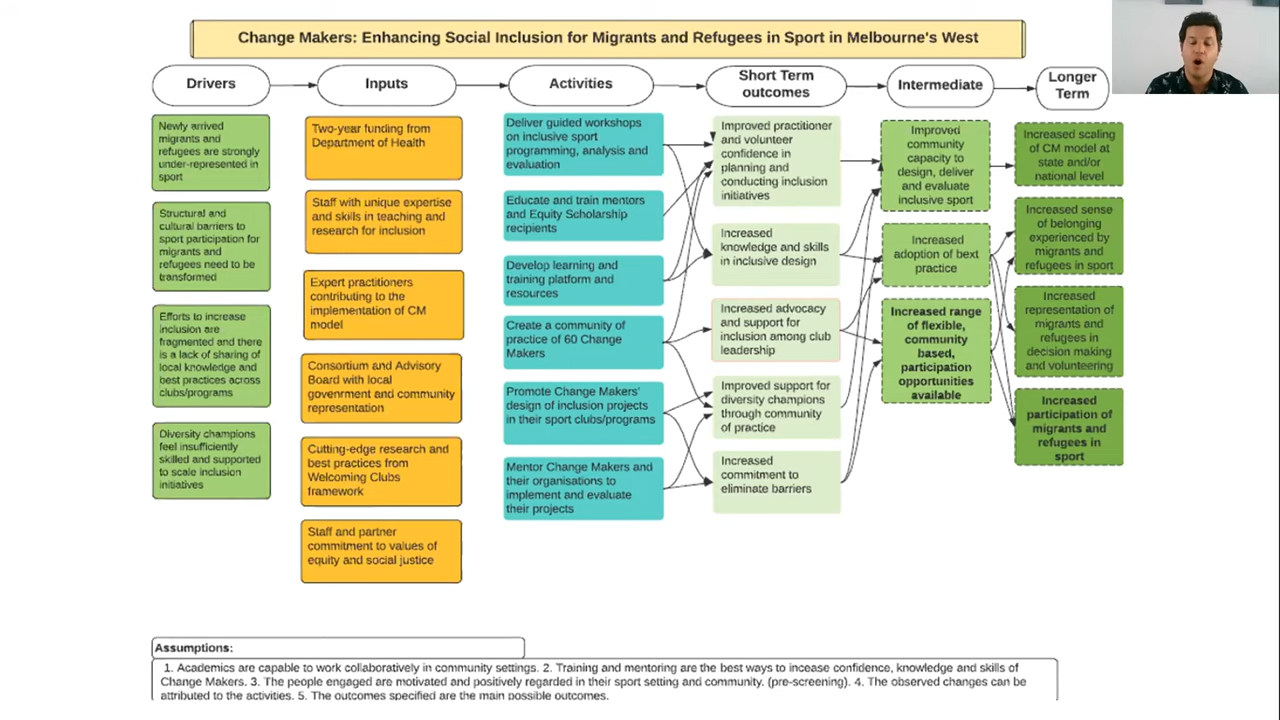 Change Makers: Enhancing Social Inclusion for Migrants and Refugees in Sport in Melbourne's West
Drivers
Inputs
Activities
Short Term
outcomes
Intermediate
Longer
Term
Newly arrived
migrants and
refugees are strongly
under-represented in
sport
Structural and
cultural barriers to
sport participation for
migrants and
refugees need to be
transformed
Efforts to increase
inclusion are
fragmented and there
is a lack of sharing of
local knowledge and
best practices across
clubs/programs
Diversity champions
feel insufficiently
skilled and supported
to scale inclusion
initiatives
Two-year funding from
Department of Health
Staff with unique expertise
and skills in teaching and
research for inclusion
Expert practitioners
contributing to the
implementation of CM
model
Consortium and Advisory
Board with local
govenrment and community
representation
Cutting-edge research and
best practices from
Welcoming Clubs
framework
Staff and partner
commitment to values of
equity and social justice
Deliver guided workshops
on inclusive sport
programming, analysis and
evaluation
Educate and train mentors
and Equity Scholarship
recipients
Develop learning and
training platform and
resources
Create a community of
practice of 60 Change
Makers
Promote Change Makers'
design of inclusion projects
in their sport clubs/programs
Mentor Change Makers and
their organisations to
implement and evaluate
their projects
Improved practitioner
and volunteer
confidence in
planning and
conducting inclusion
initiatives
Increased
knowledge and skills
in inclusive design
Increased advocacy
and support for
inclusion among club
leadership
Improved support for
diversity champions
through community
of practice
Increased
commitment to
eliminate barriers
Improved
community
capacity to
design, deliver
and evaluate
inclusive sport
Increased
adoption of bext
practice
Increased range
of flexible,
community
based,
participation
opportunities
available
Increased scaling
of CM model at
state and/or
national level
Increased sense
of belonging
experienced by
migrants and
refugees in sport
Increased
representation of
migrants and
refugees in
decision making
and volunteering
Increased
participation of
migrants and
refugees in
sport
Assumptions:
1. Academics are capable to work collaboratively in community settings. 2. Training and mentoring are the best ways to incease confidence, knowledge and skills of
Change Makers. 3. The people engaged are motivated and positively regarded in their sport setting and community. (pre-screening). 4. The observed changes can be
attributed to the activities. 5. The outcomes specified are the main possible outcomes.